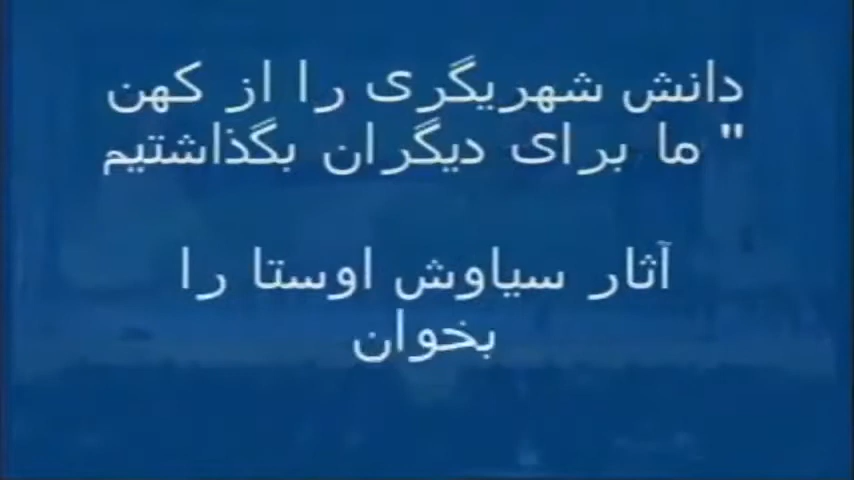 دانش شهریگری را از کهن
" ما برای دیگران بگذاشتیم
آثار سیاوش اوستا را
بخوان